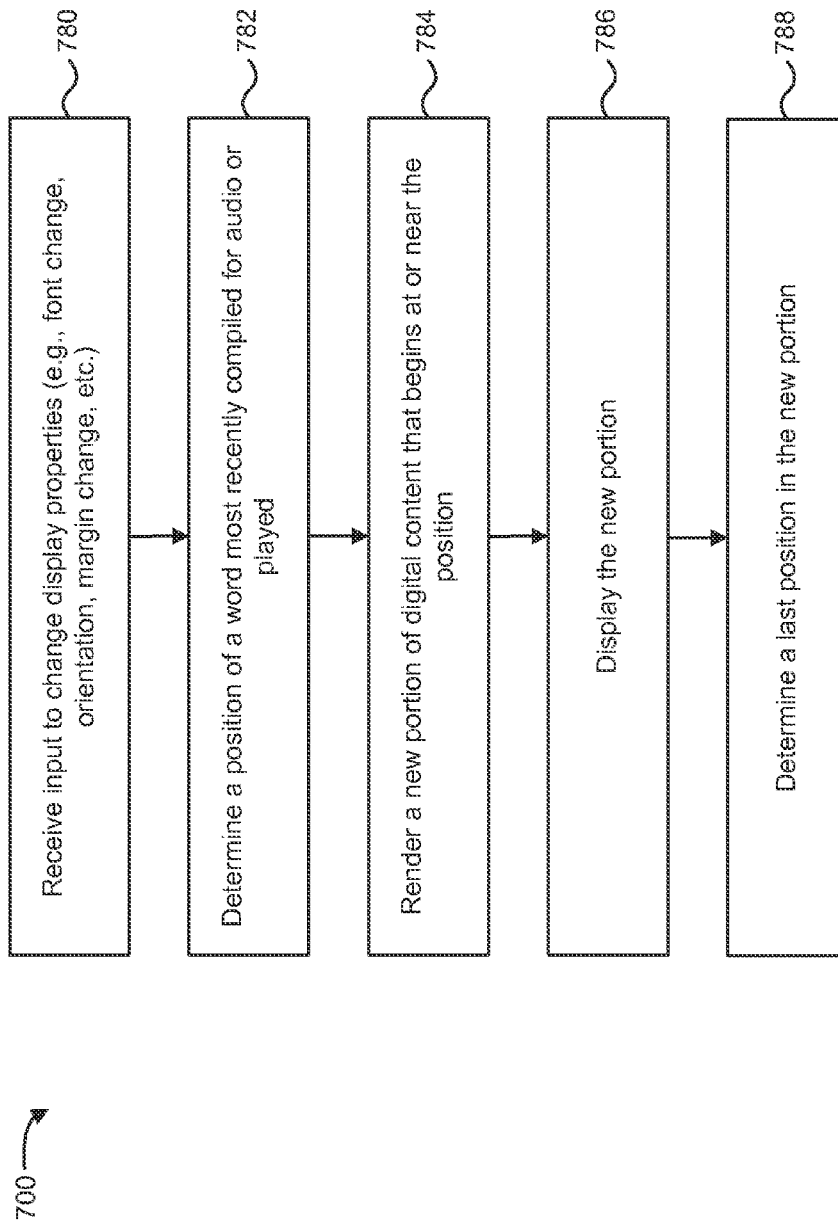 700
Receive input to change display properties (e.g., font change,
orientation, margin change, etc.)
780
Determine a position of a word most recently compiled for audio or
played
782
Render a new portion of digital content that begins at or near the
position
784
Display the new portion
786
Determine a last position in the new portion
788